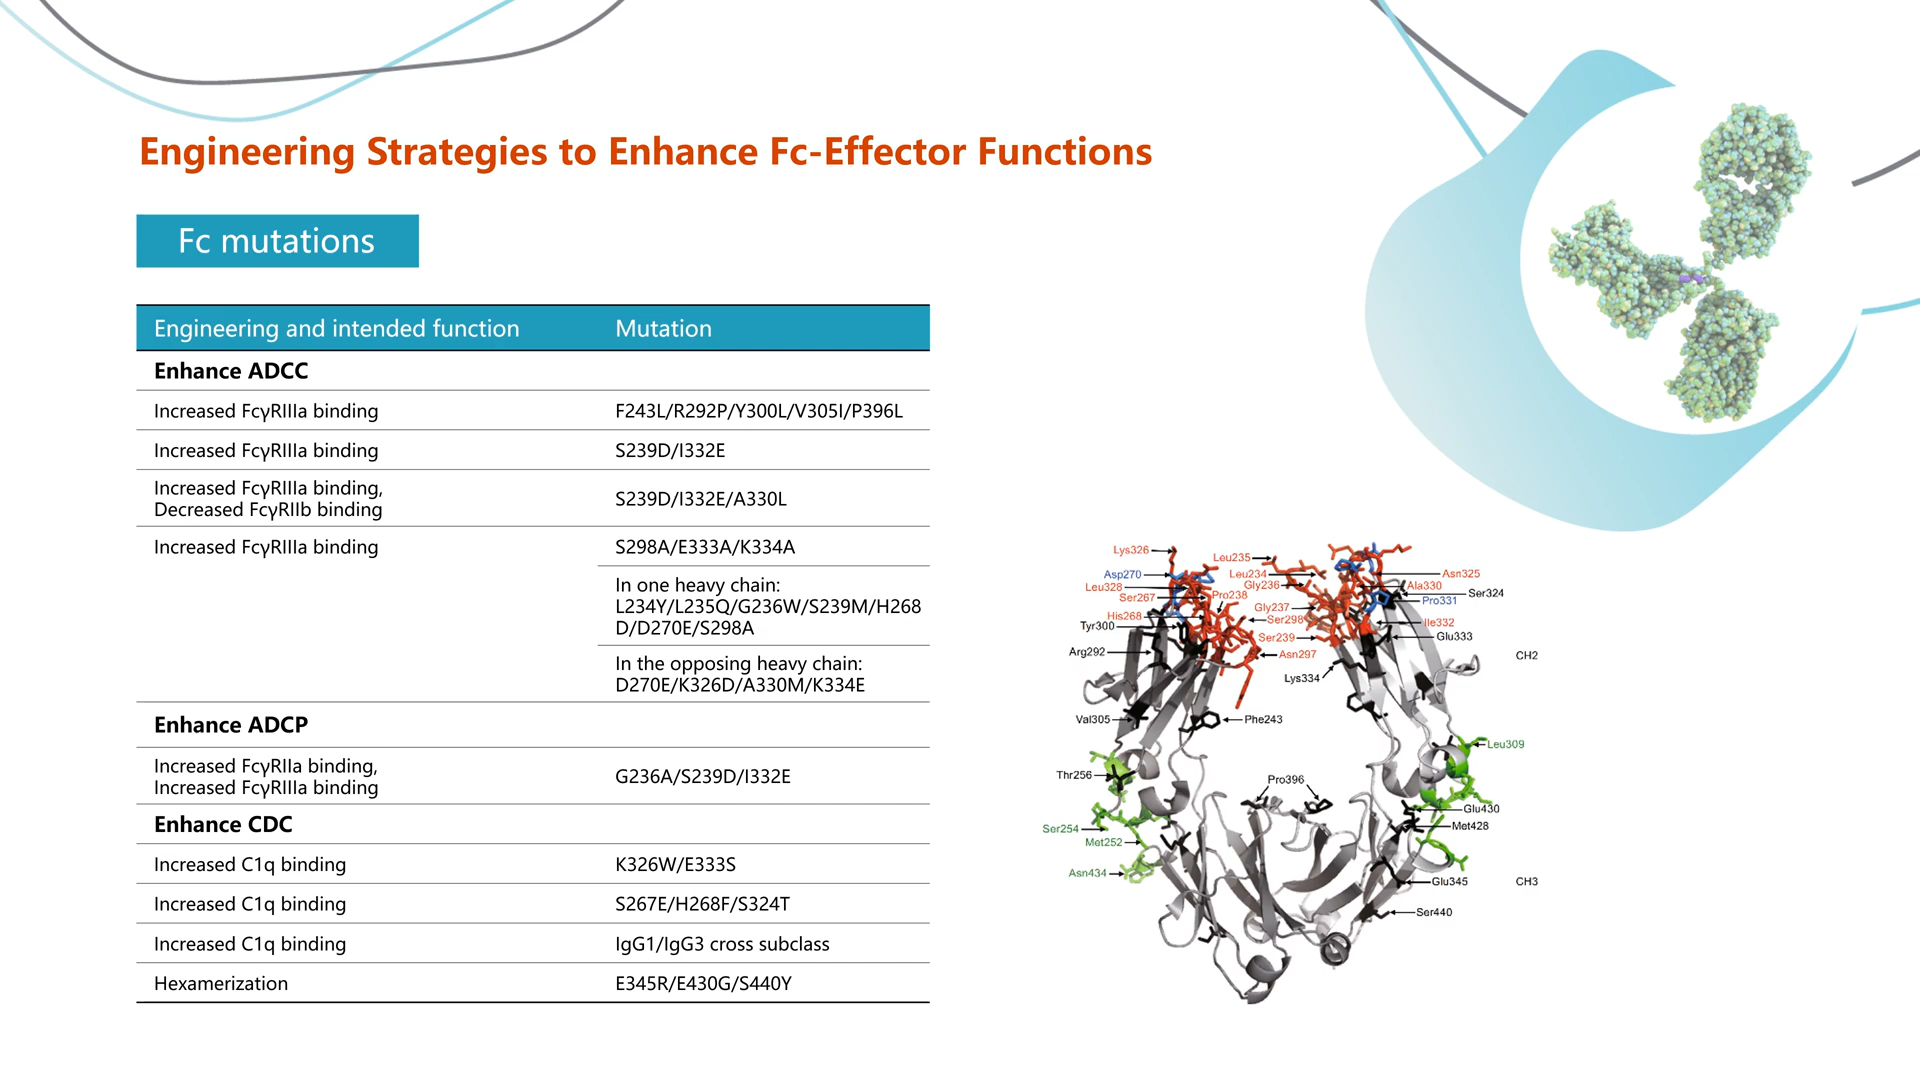 Engineering Strategies to Enhance Fc-Effector Functions
Fc mutations
Engineering and intended function Mutation
Enhance ADCC
Increased FcγRIIIa binding F243L/R292P/Y300L/V305I/P396L
Increased FcγRIIIa binding S239D/I332E
Increased FcγRIIIa binding,
Decreased FcγRIIb binding
S239D/I332E/A330L
Increased FcγRIIIa binding S298A/E333A/K334A
In one heavy chain:
L234Y/L235Q/G236W/S239M/H268
D/D270E/S298A
In the opposing heavy chain:
D270E/K326D/A330M/K334E
Enhance ADCP
Increased FcγRIIa binding,
Increased FcγRIIIa binding
G236A/S239D/I332E
Enhance CDC
Increased C1q binding K326W/E333S
Increased C1q binding S267E/H268F/S324T
Increased C1q binding IgG1/IgG3 cross subclass
Hexamerization E345R/E430G/S440Y
Lys326
Asp270
Leu328
Ser267
His268
Tyr300
Arg292
Val305
Thr256
Ser254
Met252
Asn434
Leu235
Leu234
Gly236
Pro238
Gly237
Ser298
Ser239
Asn297
Lys334
Phe243
Pro396
Asn325
Ala330
Ser324
Pro331
Ile332
Glu333
CH2
Leu309
Glu430
Met428
Glu345
CH3
Ser440